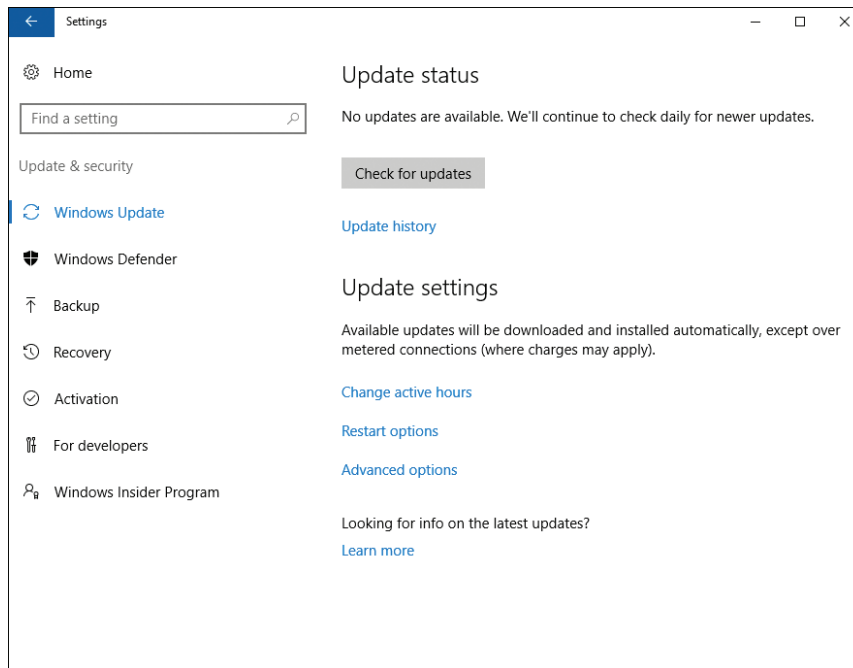 Settings
Home
Find a setting
Update & security
Windows Update
Windows Defender
Backup
Recovery
Activation
For developers
Windows Insider Program
Update status
No updates are available. We'll continue to check daily for newer updates.
Check for updates
Update history
Update settings
Available updates will be downloaded and installed automatically, except over
metered connections (where charges may apply).
Change active hours
Restart options
Advanced options
Looking for info on the latest updates?
Learn more